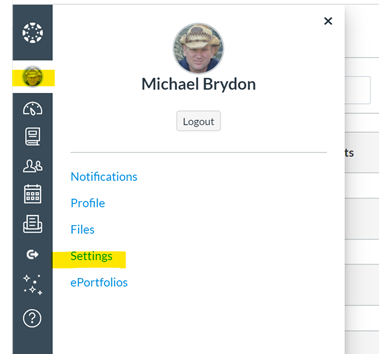 ×
Michael Brydon
Logout
ts
Notifications
Profile
Files
Settings
ePortfolios